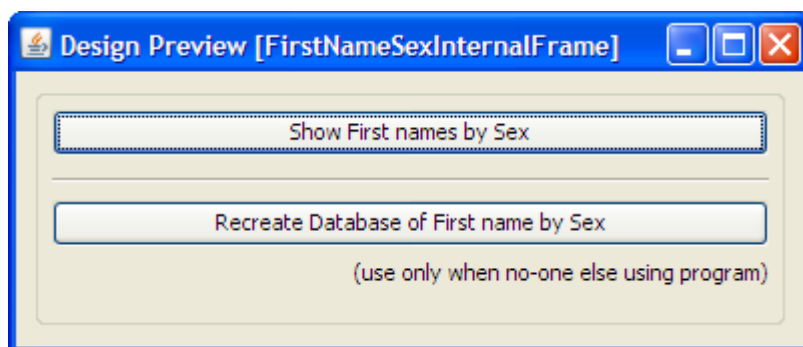 Design Preview [FirstNameSexInternalFrame]
Show First names by Sex
Recreate Database of First name by Sex
(use only when no-one else using program)